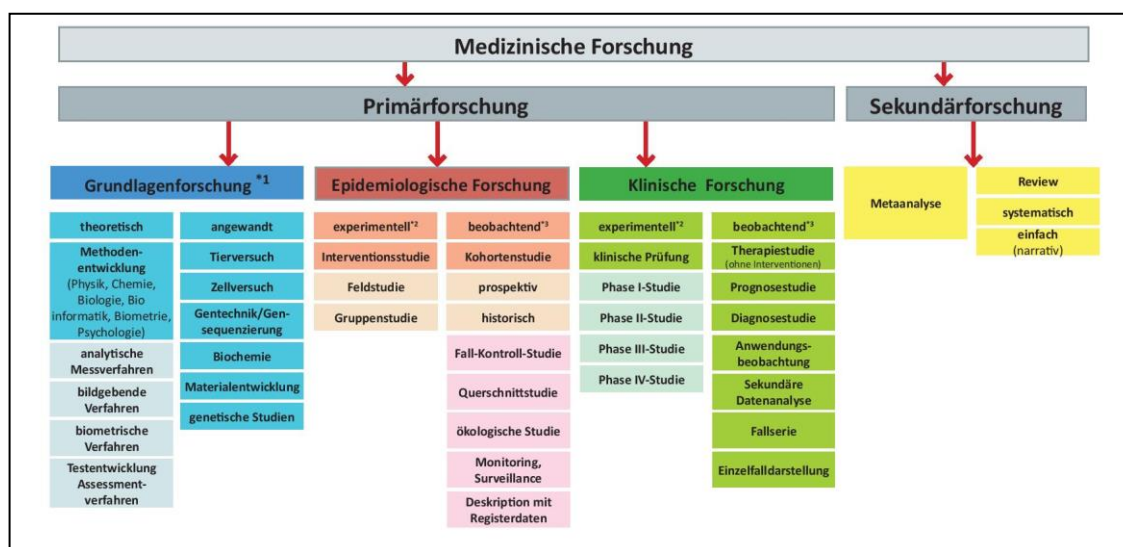 Medizinische Forschung
Primärforschung
Sekundärforschung
Grundlagenforschung *1
theoretisch
Methoden-
entwicklung
(Physik, Chemie,
Biologie, Bio
informatik, Biometrie,
Psychologie)
analytische
Messverfahren
bildgebende
Verfahren
biometrische
Verfahren
Testentwicklung
Assessment-
verfahren
angewandt
Tierversuch
Zellversuch
Gentechnik/Gen-
sequenzierung
Biochemie
Materialentwicklung
genetische Studien
Epidemiologische Forschung
experimentell*2
Interventionsstudie
Feldstudie
Gruppenstudie
beobachtend*3
Kohortenstudie
prospektiv
historisch
Fall-Kontroll-Studie
Querschnittstudie
ökologische Studie
Monitoring,
Surveillance
Deskription mit
Registerdaten
Klinische Forschung
experimentell*2
klinische Prüfung
Phase I-Studie
Phase II-Studie
Phase III-Studie
Phase IV-Studie
beobachtend*3
Therapiestudie
(ohne Interventionen)
Prognosestudie
Diagnosestudie
Anwendungs-
beobachtung
Sekundäre
Datenanalyse
Fallserie
Einzelfalldarstellung
Metaanalyse
Review
systematisch
einfach
(narrativ)